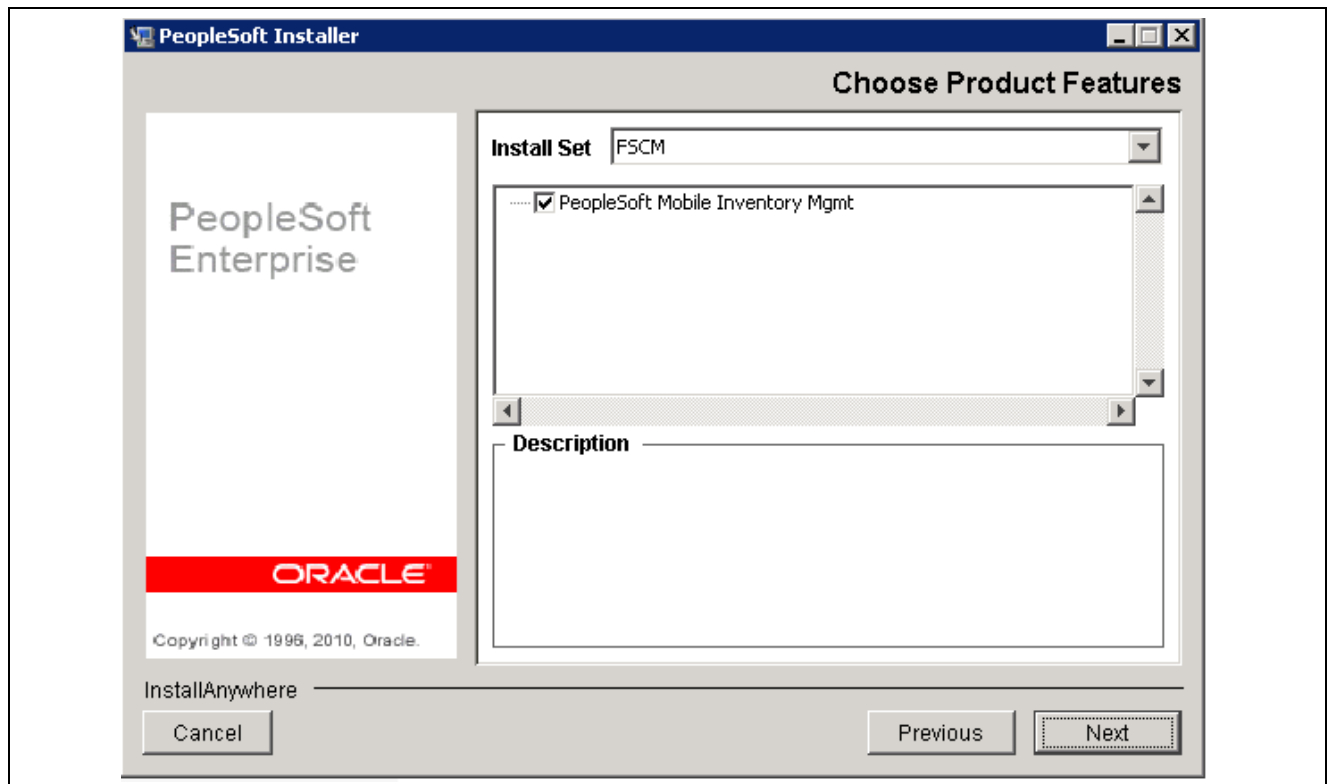 PeopleSoft Installer
Choose Product Features
Install Set FSCM
PeopleSoft Mobile Inventory Mgmt
PeopleSoft
Enterprise
Description
ORACLE
Copyright © 1996, 2010, Oracle.
InstallAnywhere
Cancel Previous Next